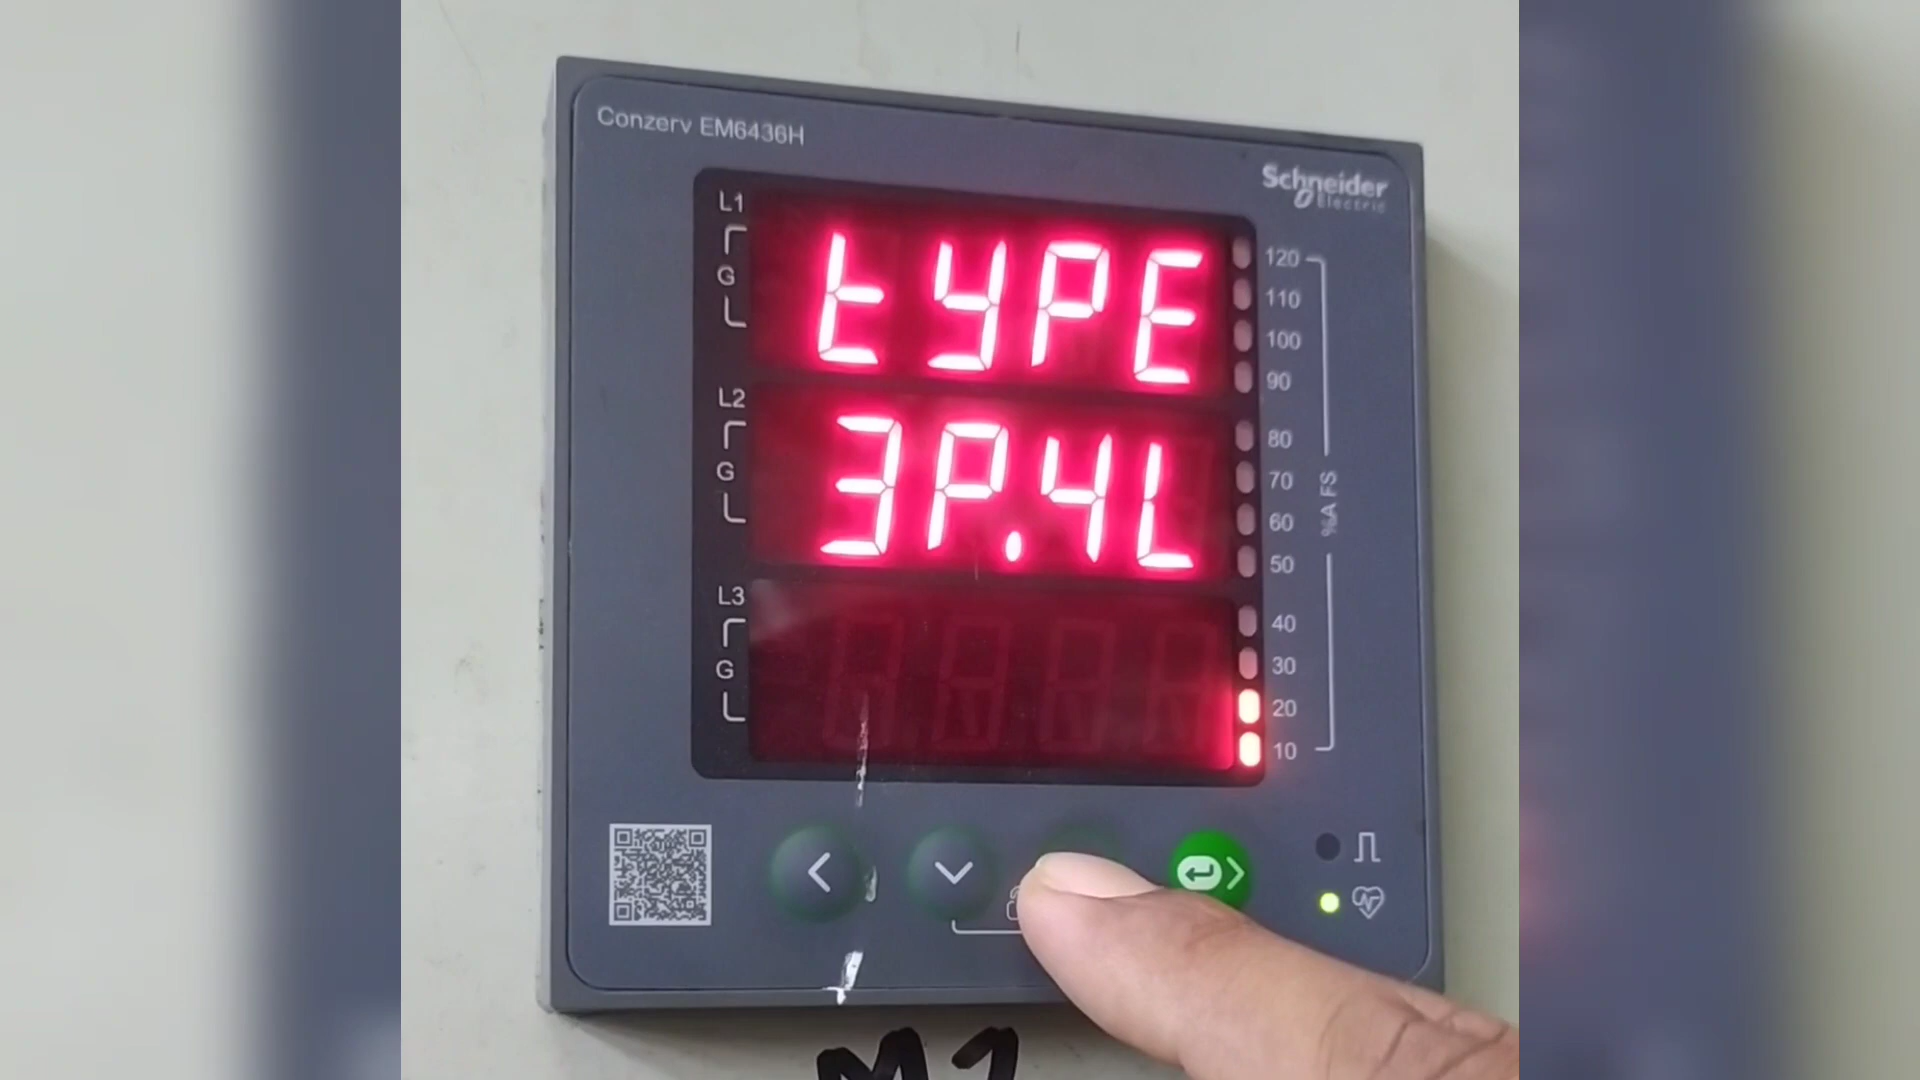 Conzerv EM6436H
Schneider
Electric
L1
G
tyPE
L2
G
3P.4L
L3
G
120
110
100
90
80
70
60
50
40
30
20
10
%A FS
M1